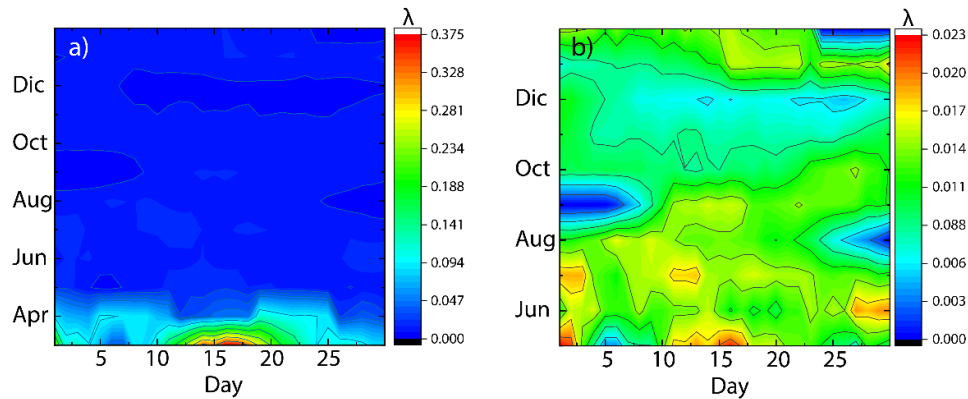 a)
λ
0.375
0.328
0.281
0.234
0.188
0.141
0.094
0.047
0.000
Dic
Oct
Aug
Jun
Apr
5 10 15 20 25
Day
b)
λ
0.023
0.020
0.017
0.014
0.011
0.008
0.006
0.003
0.000
Dic
Oct
Aug
Jun
5 10 15 20 25
Day